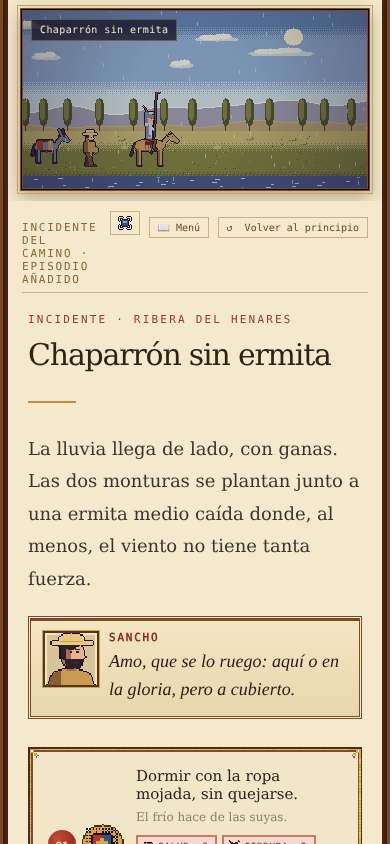 Chaparrón sin ermita
INCIDENTE
DEL
CAMINO ·
EPISODIO
AÑADIDO
Menú
Volver al principio
INCIDENTE · RIBERA DEL HENARES
Chaparrón sin ermita
La lluvia llega de lado, con ganas.
Las dos monturas se plantan junto a
una ermita medio caída donde, al
menos, el viento no tiene tanta
fuerza.
SANCHO
Amo, que se lo ruego: aquí o en
la gloria, pero a cubierto.
Dormir con la ropa
mojada, sin quejarse.
El frío hace de las suyas.